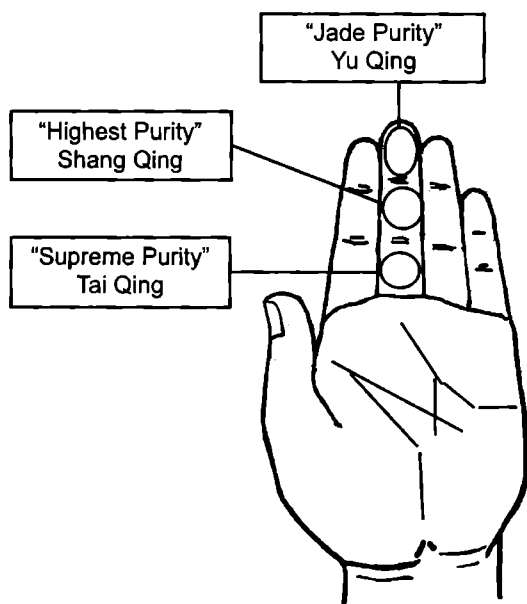 “Jade Purity”
Yu Qing
“Highest Purity”
Shang Qing
“Supreme Purity”
Tai Qing